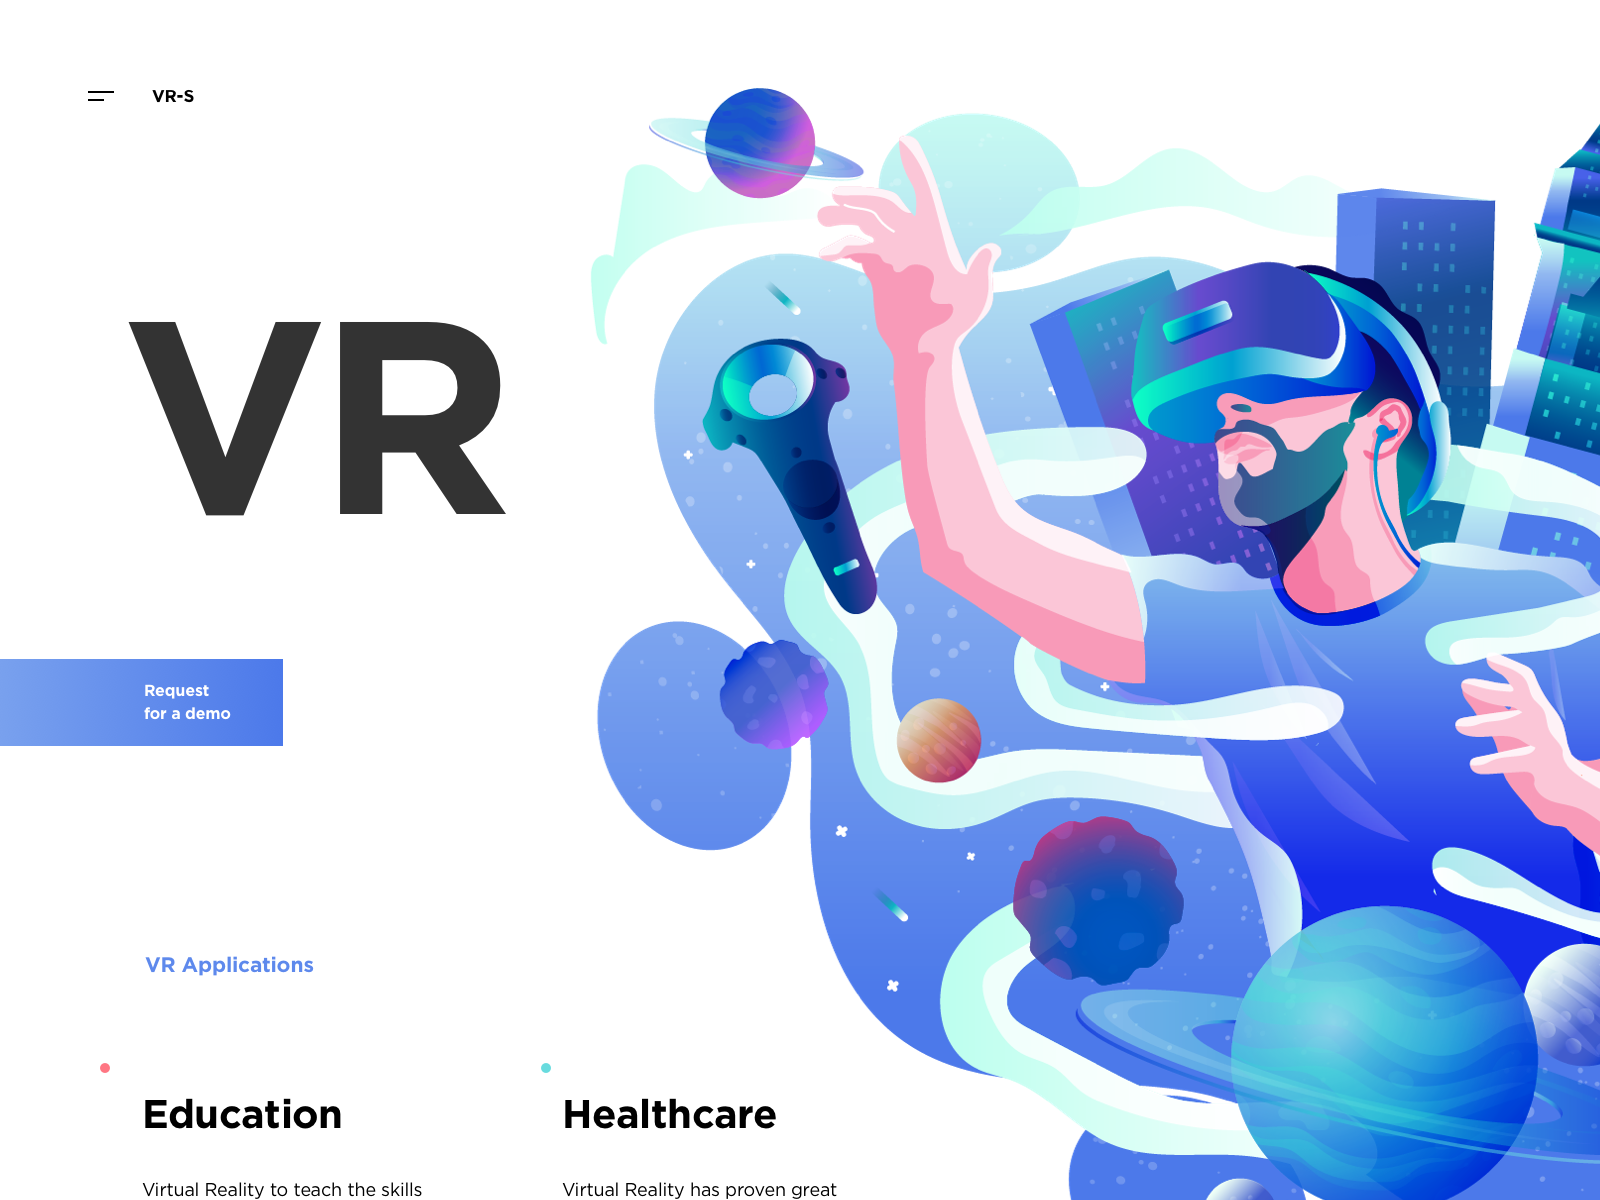 VR-S
VR
Request
for a demo
VR Applications
Education
Healthcare
Virtual Reality to teach the skills
Virtual Reality has proven great